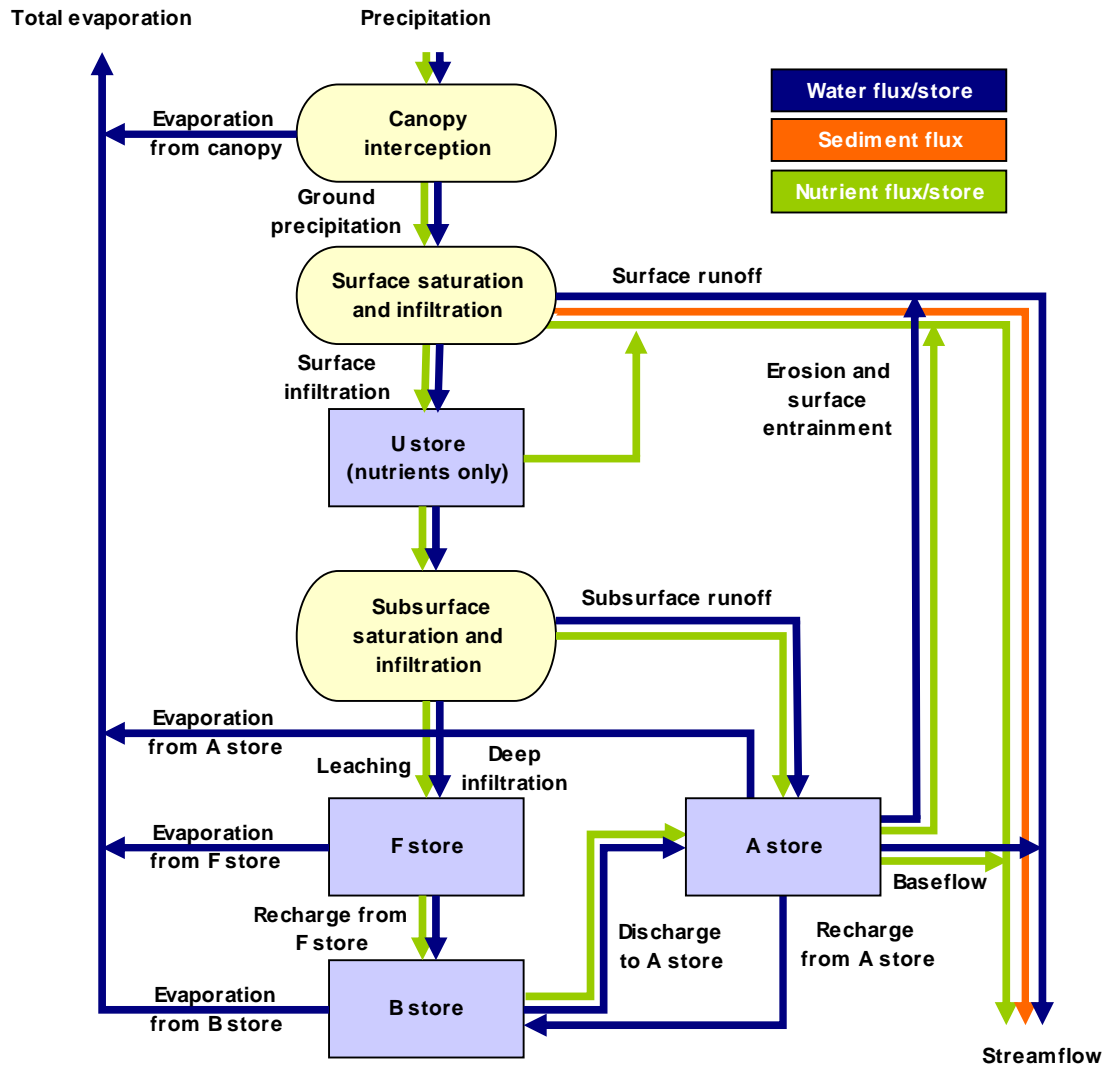 Total evaporation
Precipitation
Water flux/store
Sediment flux
Nutrient flux/store
Evaporation
from canopy
Canopy
interception
Ground
precipitation
Surface saturation
and infiltration
Surface runoff
Surface
infiltration
Erosion and
surface
entrainment
U store
(nutrients only)
Subsurface
saturation and
infiltration
Subsurface runoff
Evaporation
from A store
Leaching
Deep
infiltration
Evaporation
from F store
F store
A store
Baseflow
Recharge from
F store
Discharge
to A store
Recharge
from A store
Evaporation
from B store
B store
Streamflow